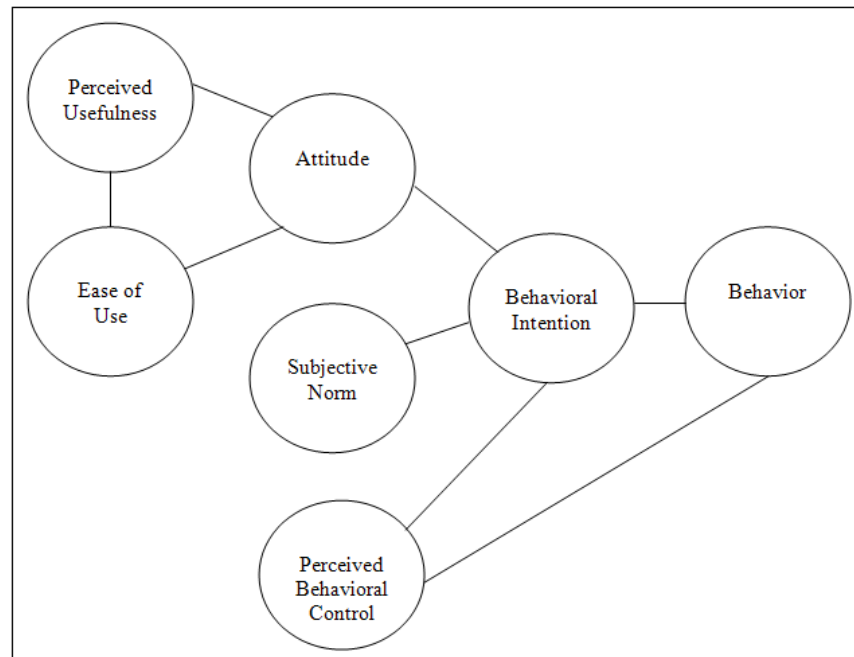 Perceived
Usefulness
Attitude
Ease of
Use
Behavioral
Intention
Behavior
Subjective
Norm
Perceived
Behavioral
Control